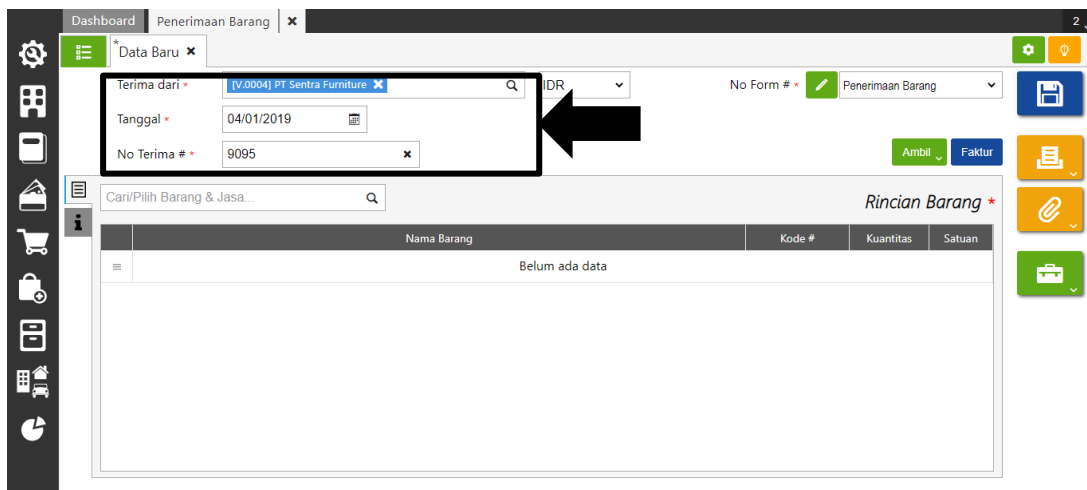 Dashboard Penerimaan Barang × 2
*Data Baru ×
Terima dari * [V.0004] PT Sentra Furniture × IDR No Form # * Penerimaan Barang
Tanggal * 04/01/2019
No Terima # * 9095 × Ambil Faktur
Cari/Pilih Barang & Jasa... Rincian Barang *
Nama Barang Kode # Kuantitas Satuan
Belum ada data